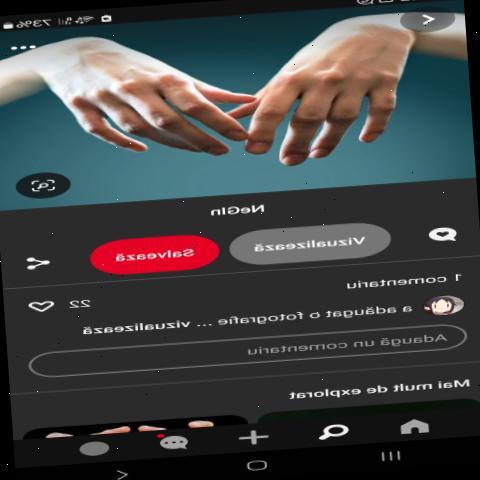 73%
NeGIn
Vizualizează
Salvează
1 comentariu
a adăugat o fotografie ... vizualizează
22
Adaugă un comentariu
Mai mult de explorat